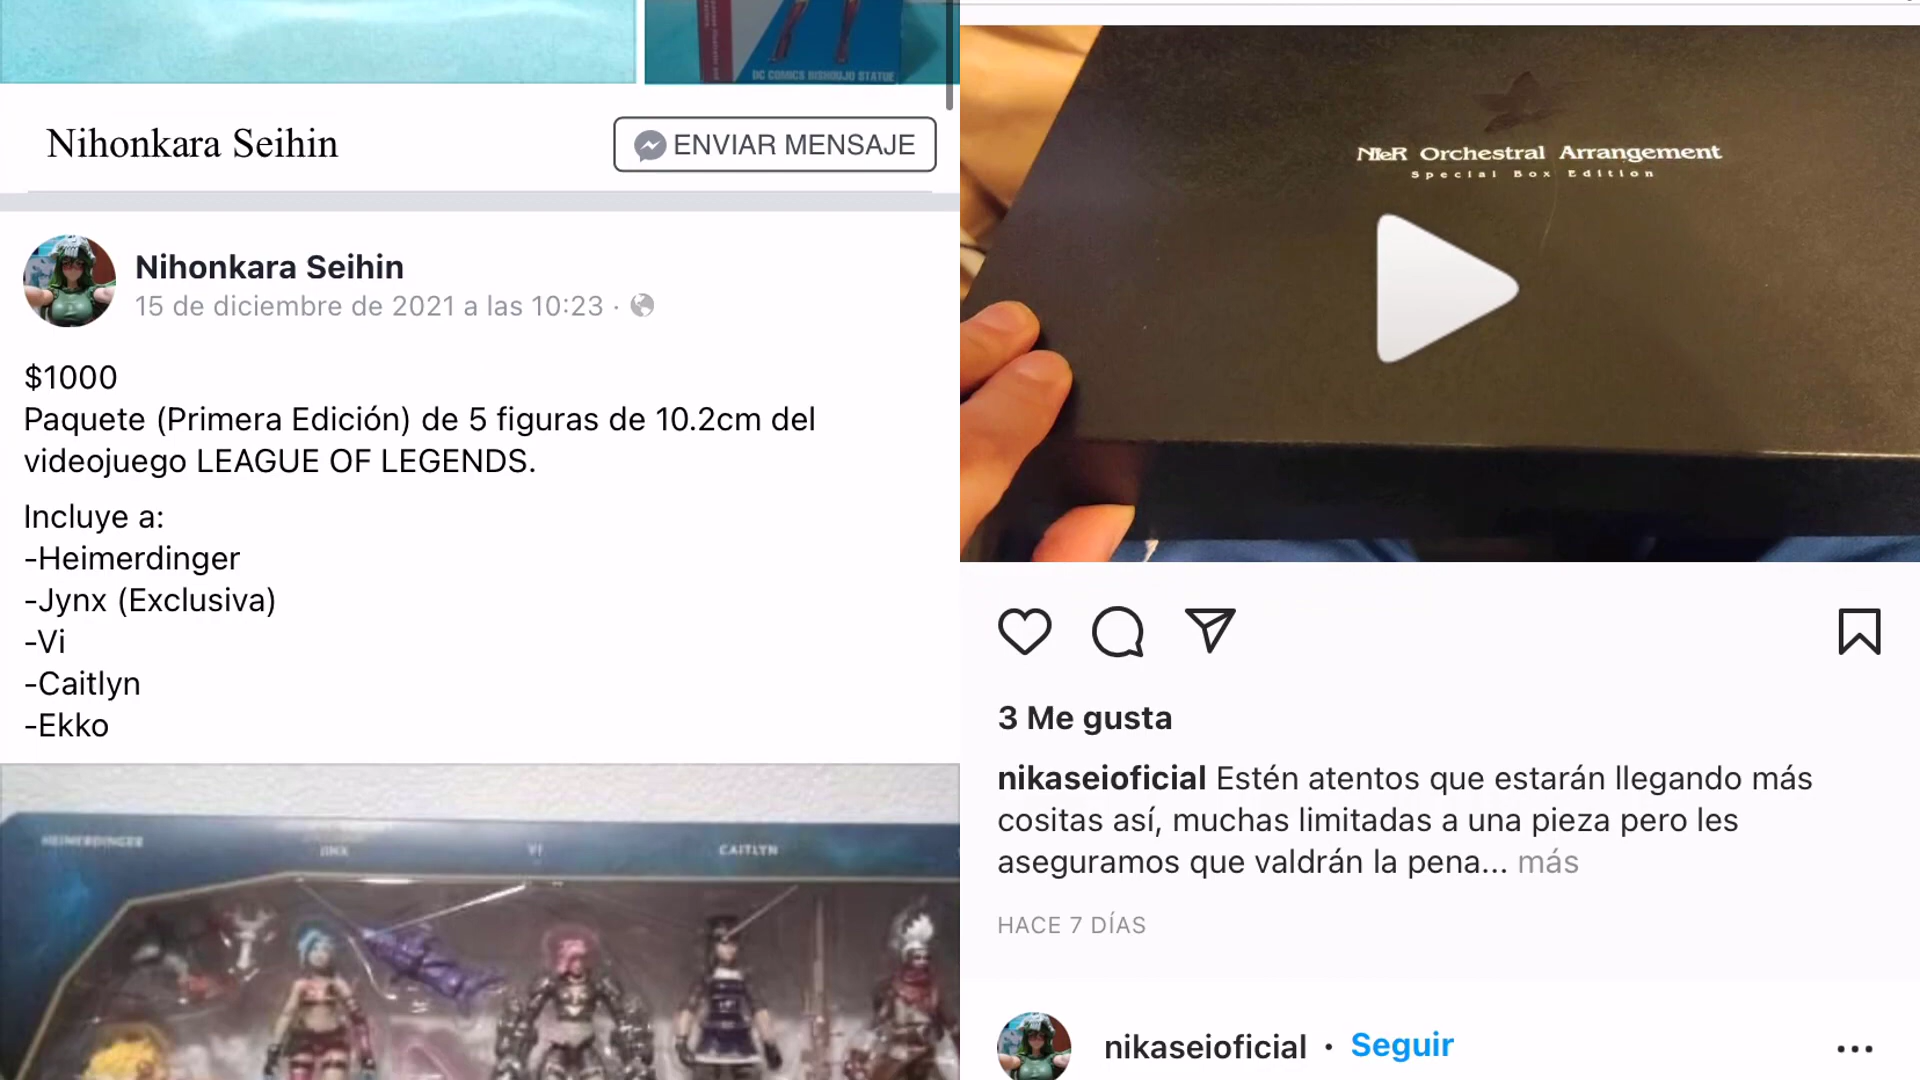 DC COMICS BISHOUJO STATUE
Nihonkara Seihin
ENVIAR MENSAJE
Nihonkara Seihin
15 de diciembre de 2021 a las 10:23 ·
$1000
Paquete (Primera Edición) de 5 figuras de 10.2cm del
videojuego LEAGUE OF LEGENDS.
Incluye a:
-Heimerdinger
-Jynx (Exclusiva)
-Vi
-Caitlyn
-Ekko
HEIMERDINGER
JINX
VI
CAITLYN
NIeR Orchestral Arrangement
Special Box Edition
3 Me gusta
nikaseioficial Estén atentos que estarán llegando más
cositas así, muchas limitadas a una pieza pero les
aseguramos que valdrán la pena... más
HACE 7 DÍAS
nikaseioficial · Seguir